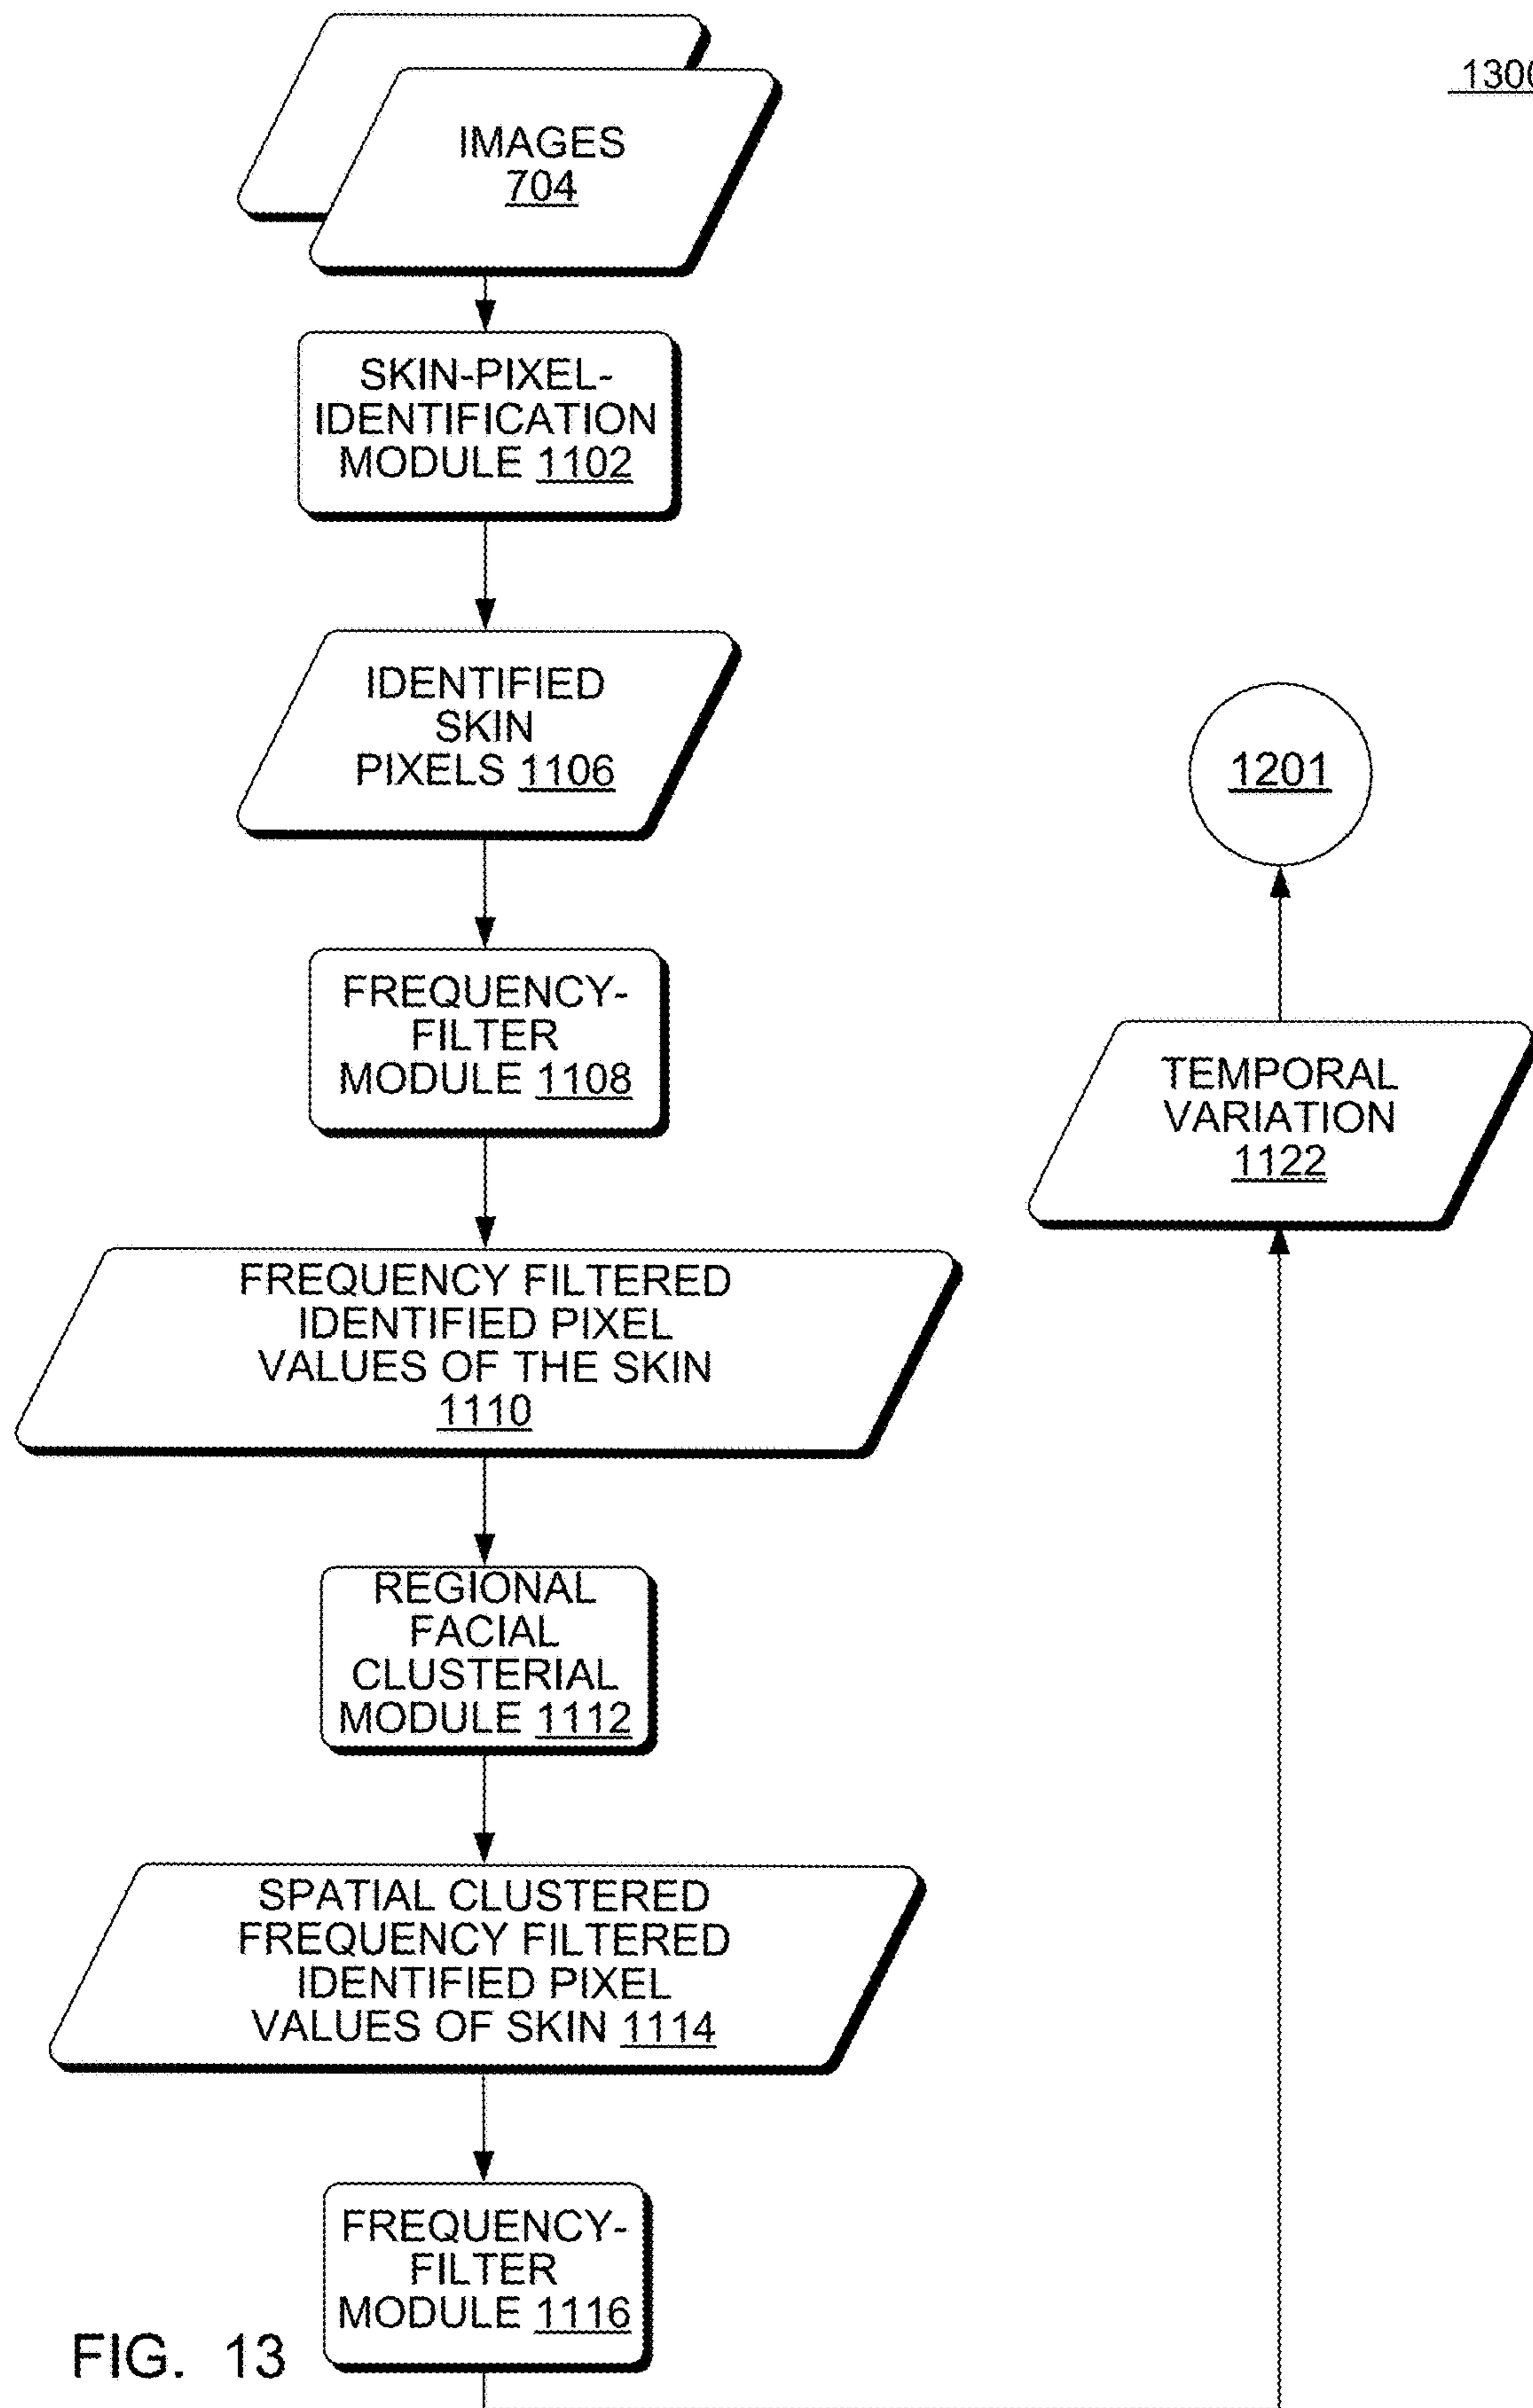 1300
IMAGES
704
SKIN-PIXEL-
IDENTIFICATION
MODULE 1102
IDENTIFIED
SKIN
PIXELS 1106
FREQUENCY-
FILTER
MODULE 1108
FREQUENCY FILTERED
IDENTIFIED PIXEL
VALUES OF THE SKIN
1110
REGIONAL
FACIAL
CLUSTERIAL
MODULE 1112
SPATIAL CLUSTERED
FREQUENCY FILTERED
IDENTIFIED PIXEL
VALUES OF SKIN 1114
FREQUENCY-
FILTER
MODULE 1116
1201
TEMPORAL
VARIATION
1122
FIG. 13